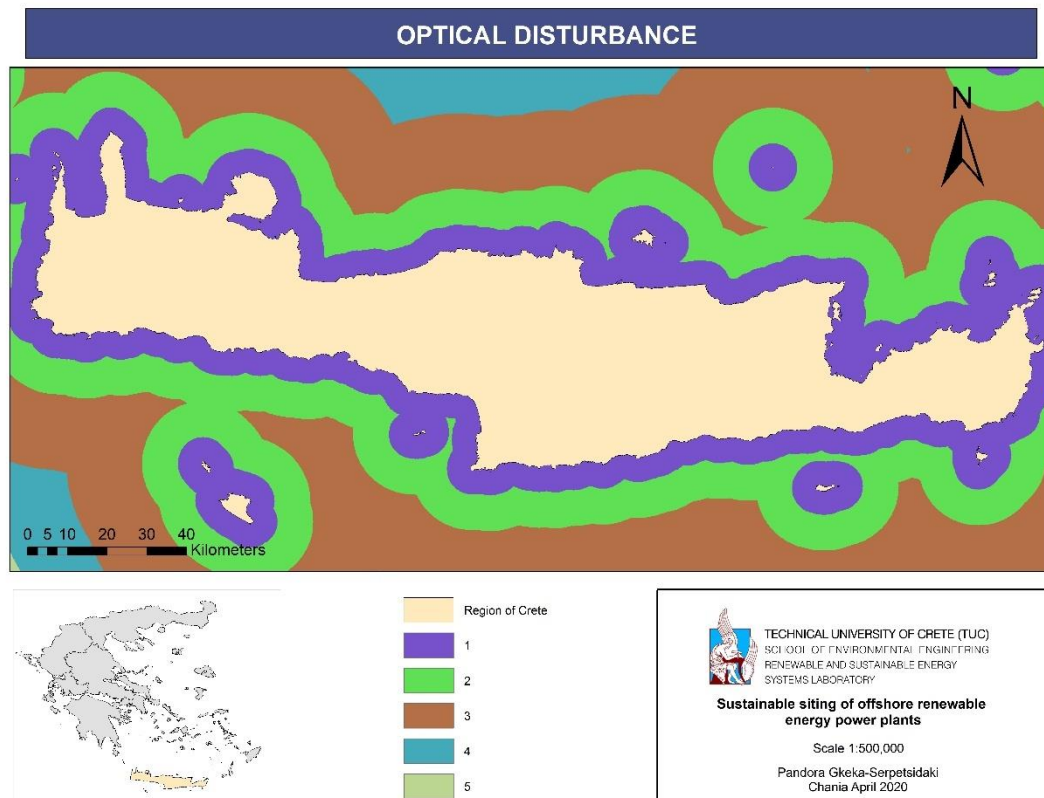 OPTICAL DISTURBANCE
N
0 5 10 20 30 40
Kilometers
Region of Crete
1
2
3
4
5
TECHNICAL UNIVERSITY OF CRETE (TUC)
SCHOOL OF ENVIRONMENTAL ENGINEERING
RENEWABLE AND SUSTAINABLE ENERGY
SYSTEMS LABORATORY
Sustainable siting of offshore renewable
energy power plants
Scale 1:500,000
Pandora Gkeka-Serpetsidaki
Chania April 2020